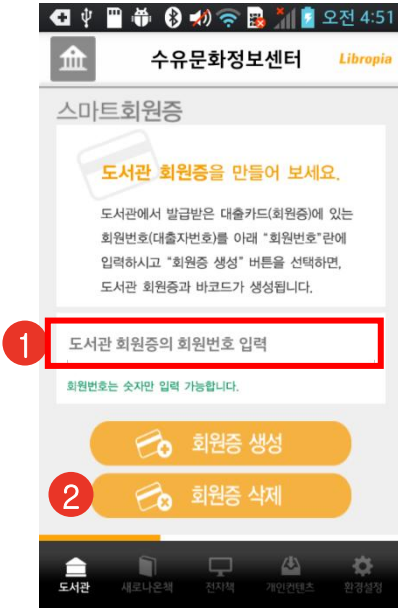 오전 4:51
수유문화정보센터 Libropia
스마트회원증
도서관 회원증을 만들어 보세요.
도서관에서 발급받은 대출카드(회원증)에 있는
회원번호(대출자번호)를 아래 "회원번호"란에
입력하시고 "회원증 생성" 버튼을 선택하면,
도서관 회원증과 바코드가 생성됩니다.
1
도서관 회원증의 회원번호 입력
회원번호는 숫자만 입력 가능합니다.
회원증 생성
2
회원증 삭제
도서관 새로나온책 전자책 개인컨텐츠 환경설정